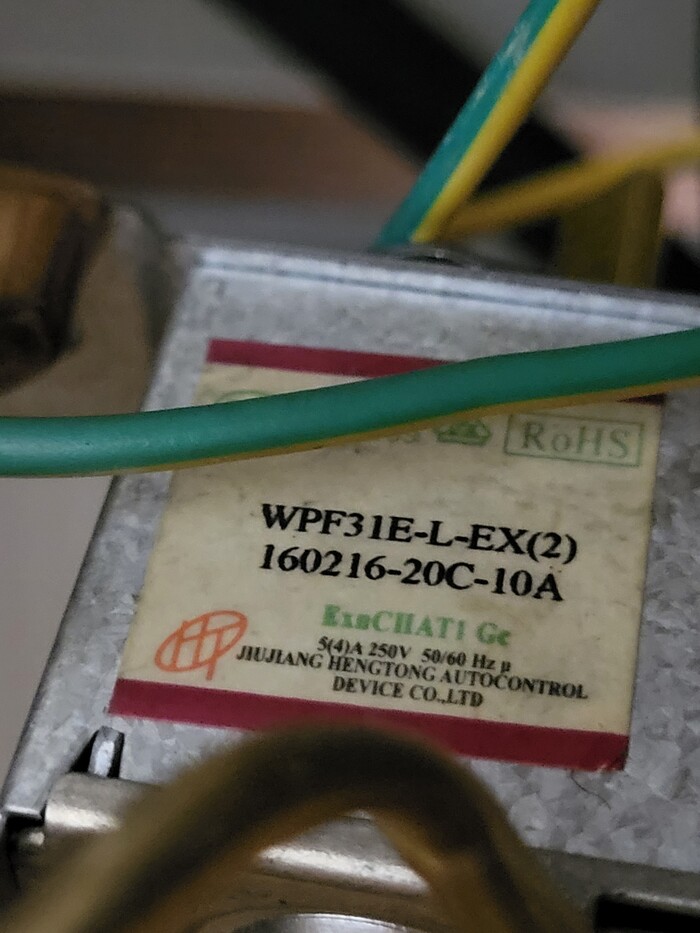 RoHS
WPF31E-L-EX(2)
160216-20C-10A
ExnCIIAT1 Gc
5(4)A 250V 50/60 Hz µ
JIUJIANG HENGTONG AUTOCONTROL
DEVICE CO.,LTD